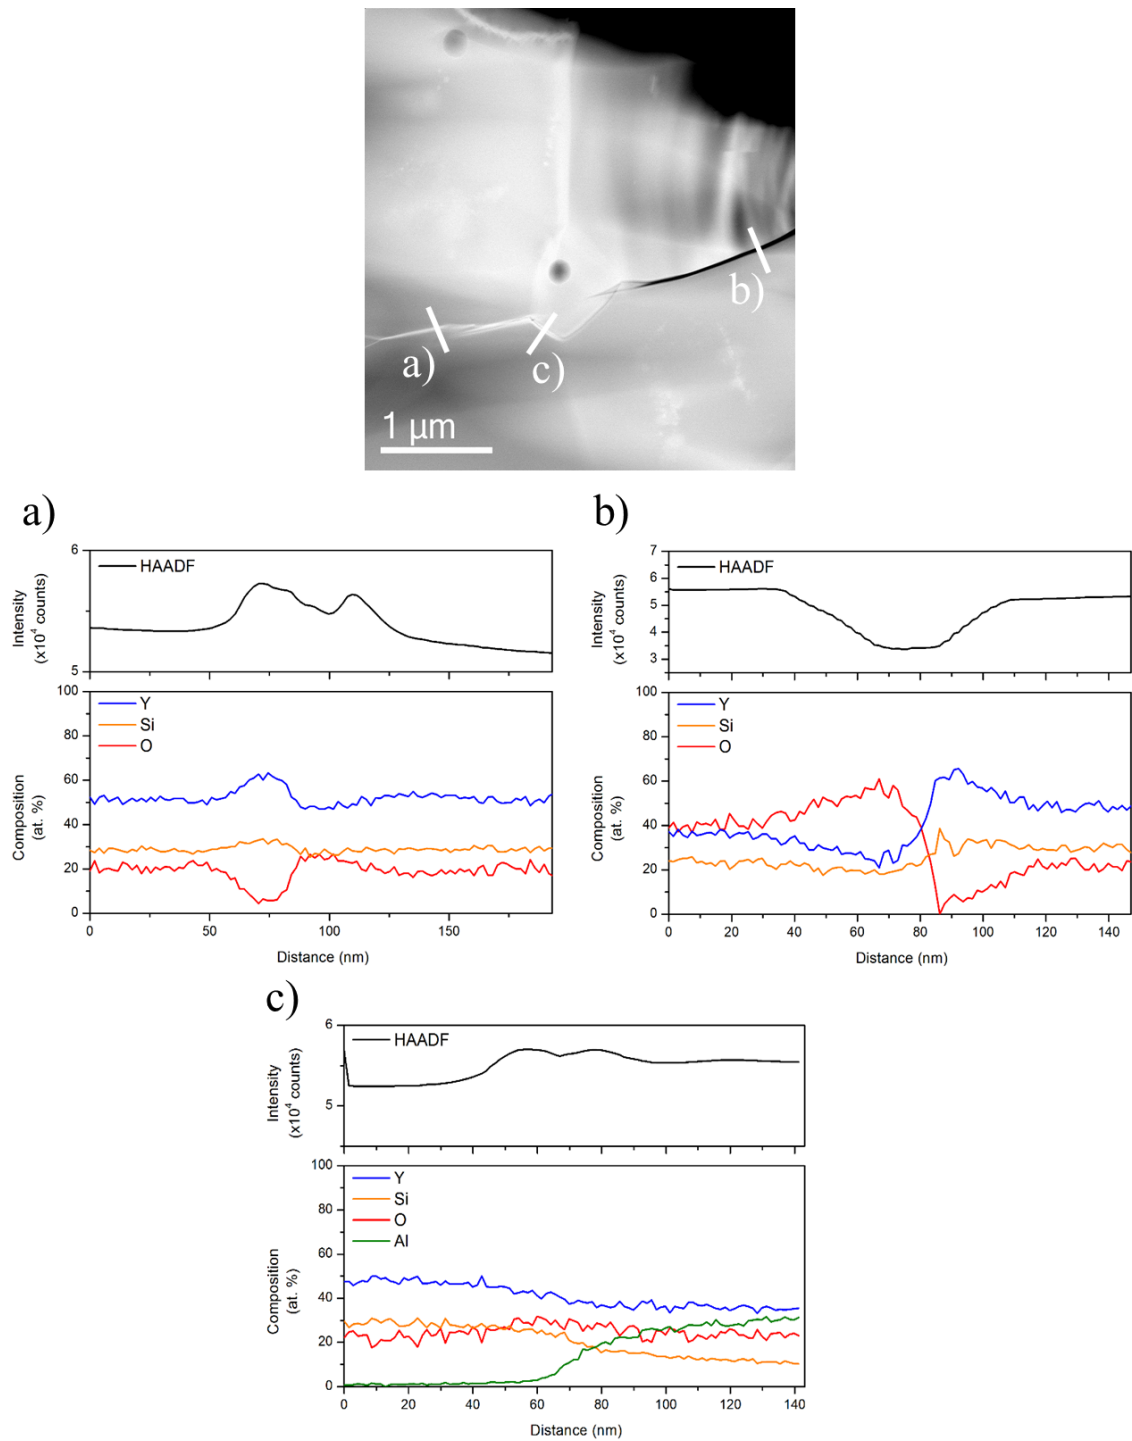 a)
c)
b)
1 μm
a)
HAADF
Intensity
(x10⁴ counts)
6
5
Y
Si
O
Composition
(at. %)
100
80
60
40
20
0
0 50 100 150
Distance (nm)
b)
HAADF
Intensity
(x10⁴ counts)
7
6
5
4
3
Y
Si
O
Composition
(at. %)
100
80
60
40
20
0
0 20 40 60 80 100 120 140
Distance (nm)
c)
HAADF
Intensity
(x10⁴ counts)
6
5
Y
Si
O
Al
Composition
(at. %)
100
80
60
40
20
0
0 20 40 60 80 100 120 140
Distance (nm)